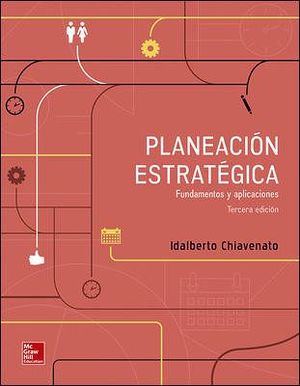 PLANEACIÓN
ESTRATÉGICA
Fundamentos y aplicaciones
Tercera edición
Idalberto Chiavenato
Mc
Graw
Hill
Education